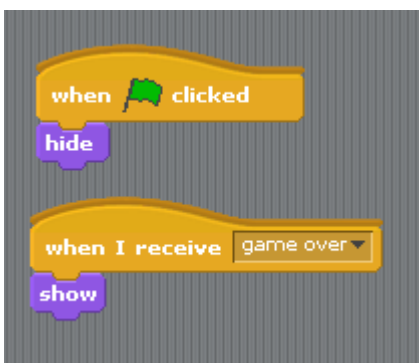 when clicked
hide
when I receive game over
show